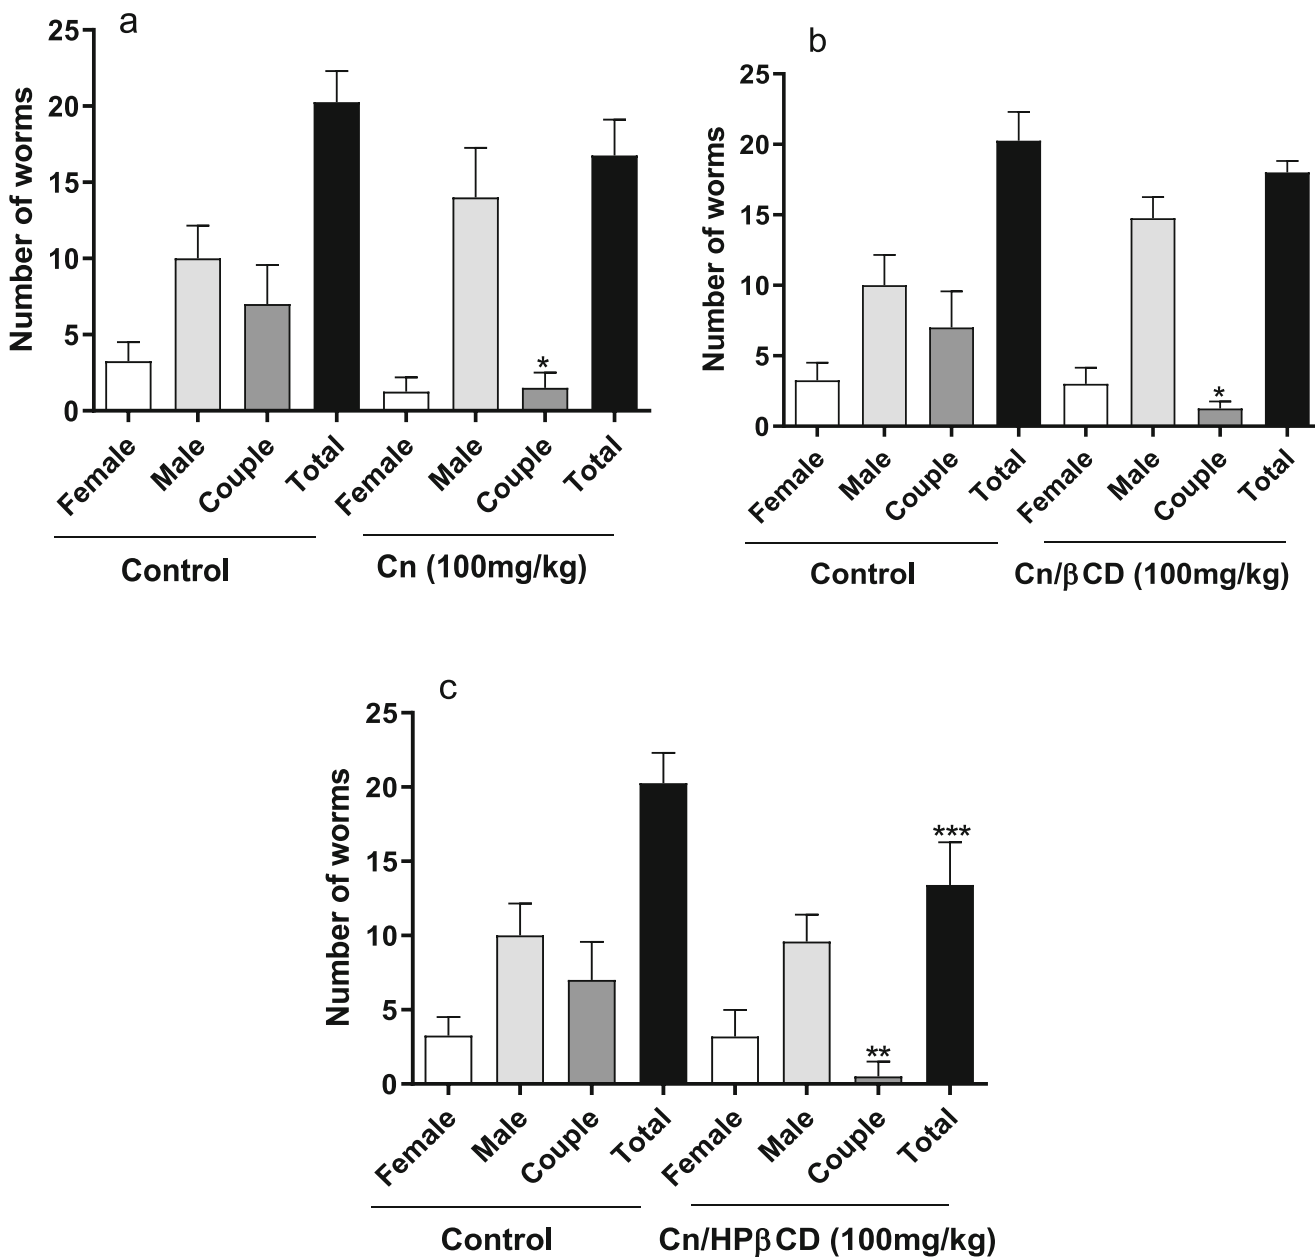 a
25
20
15
10
5
0
Number of worms
Female Male Couple Total Female Male Couple Total
*
Control Cn (100mg/kg)
b
25
20
15
10
5
0
Number of worms
*
Female Male Couple Total Female Male Couple Total
Control Cn/βCD (100mg/kg)
c
25
20
15
10
5
0
Number of worms
***
**
Female Male Couple Total Female Male Couple Total
Control Cn/HPβCD (100mg/kg)